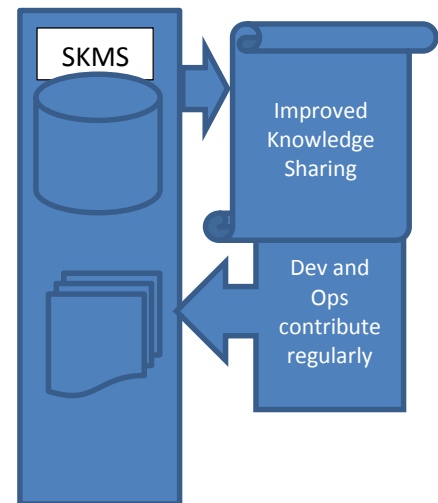 SKMS
Improved
Knowledge
Sharing
Dev and
Ops
contribute
regularly